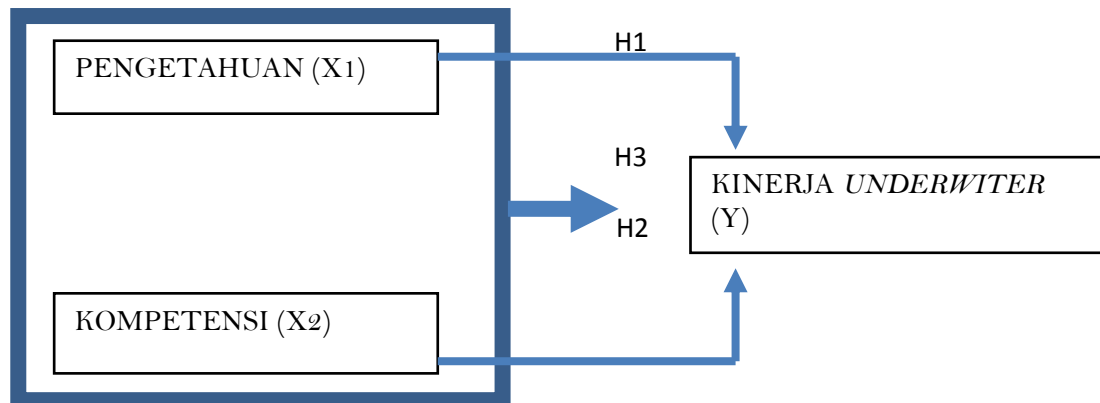 H1
PENGETAHUAN (X1)
H3
KINERJA UNDERWITER
(Y)
H2
KOMPETENSI (X2)